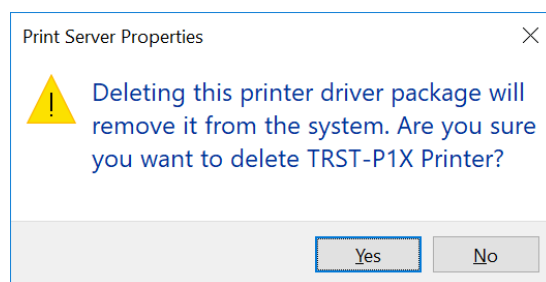 Print Server Properties
Deleting this printer driver package will
remove it from the system. Are you sure
you want to delete TRST-P1X Printer?
Yes
No